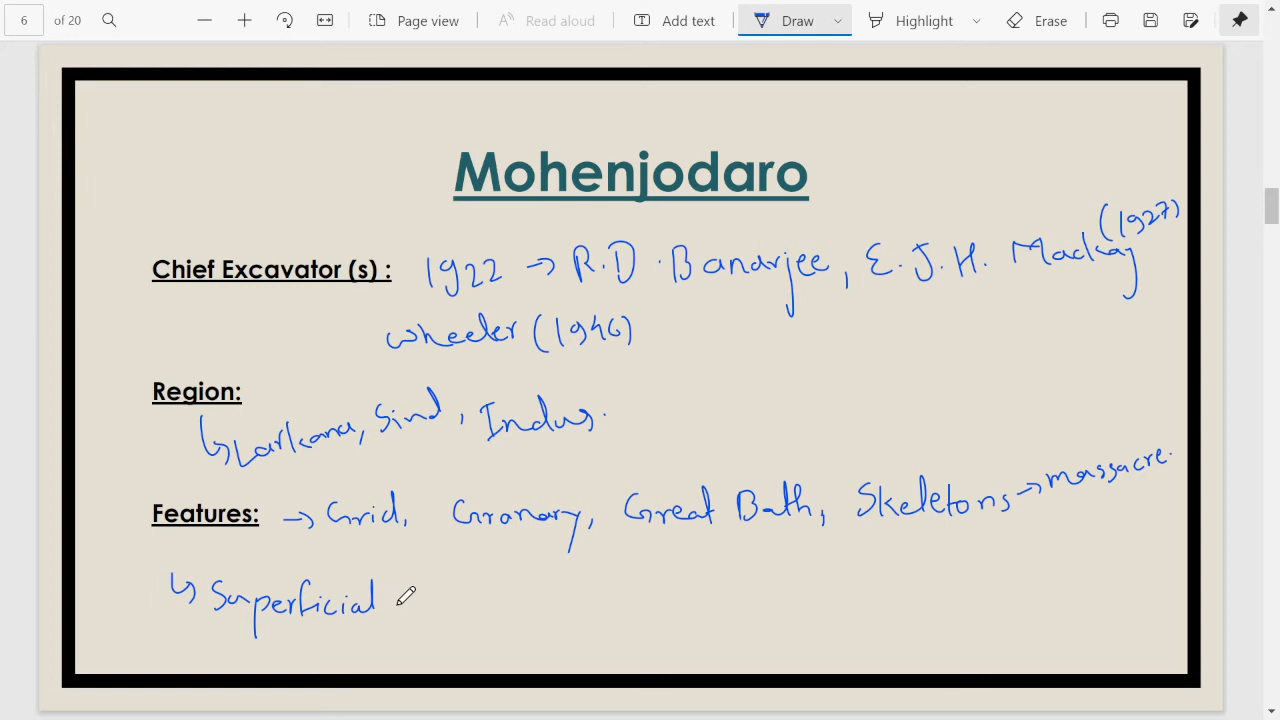 6 of 20 Page view Read aloud Add text Draw Highlight Erase
Mohenjodaro
(1927)
Chief Excavator (s) : 1922 → R.D. Banarjee, E.J.H. Mackay
wheeler (1946)
Region:
↳ Larkana, Sind, Indus.
Features: → Grid, Granary, Great Bath, Skeletons → massacre.
↳ Superficial